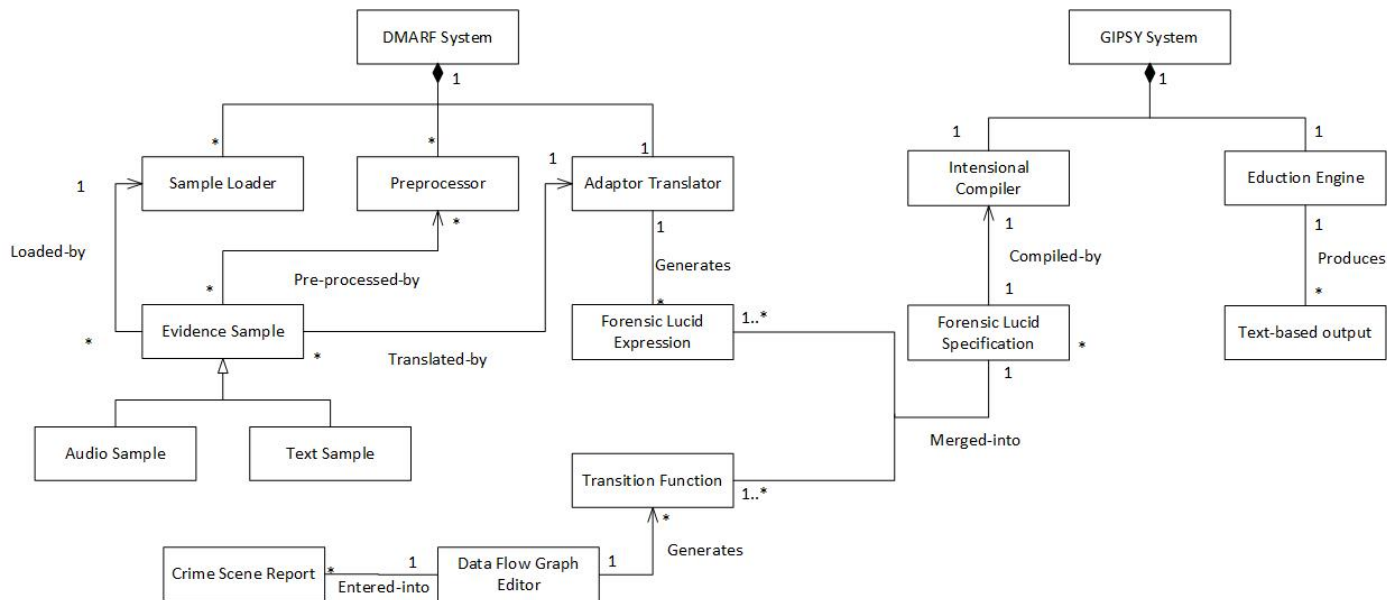 DMARF System
GIPSY System
1
1
*
*
1
1
1
1
Sample Loader
Preprocessor
Adaptor Translator
Intensional
Compiler
Eduction Engine
1
*
1
1
1
Loaded-by
Pre-processed-by
Generates
Compiled-by
Produces
*
*
1
*
Evidence Sample
1..*
Forensic Lucid
Expression
Forensic Lucid
Specification
Text-based output
*
*
Translated-by
*
1
Audio Sample
Text Sample
Merged-into
Transition Function
1..*
*
Generates
Crime Scene Report
*
1
Entered-into
Data Flow Graph
Editor
1